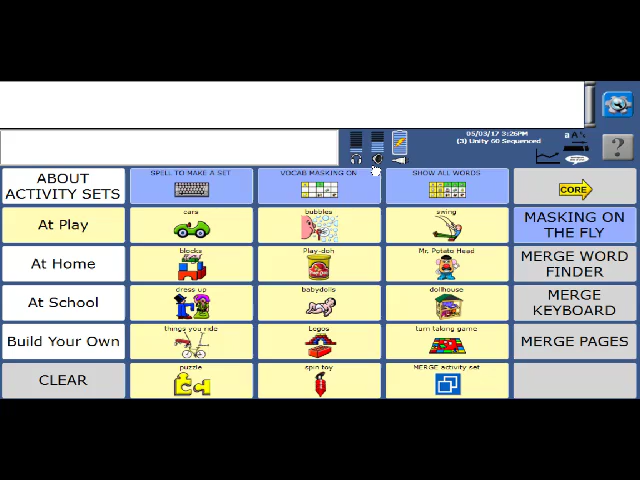 05/03/17 3:26PM
(3) Unity 60 Sequenced
ABOUT
ACTIVITY SETS
SPELL TO MAKE A SET
VOCAB MASKING ON
SHOW ALL WORDS
CORE
At Play
cars
bubbles
swing
MASKING ON
THE FLY
At Home
blocks
Play-doh
Mr. Potato Head
MERGE WORD
FINDER
At School
dress up
babydolls
dollhouse
MERGE
KEYBOARD
Build Your Own
things you ride
Legos
turn taking game
MERGE PAGES
CLEAR
puzzle
spin toy
MERGE activity set